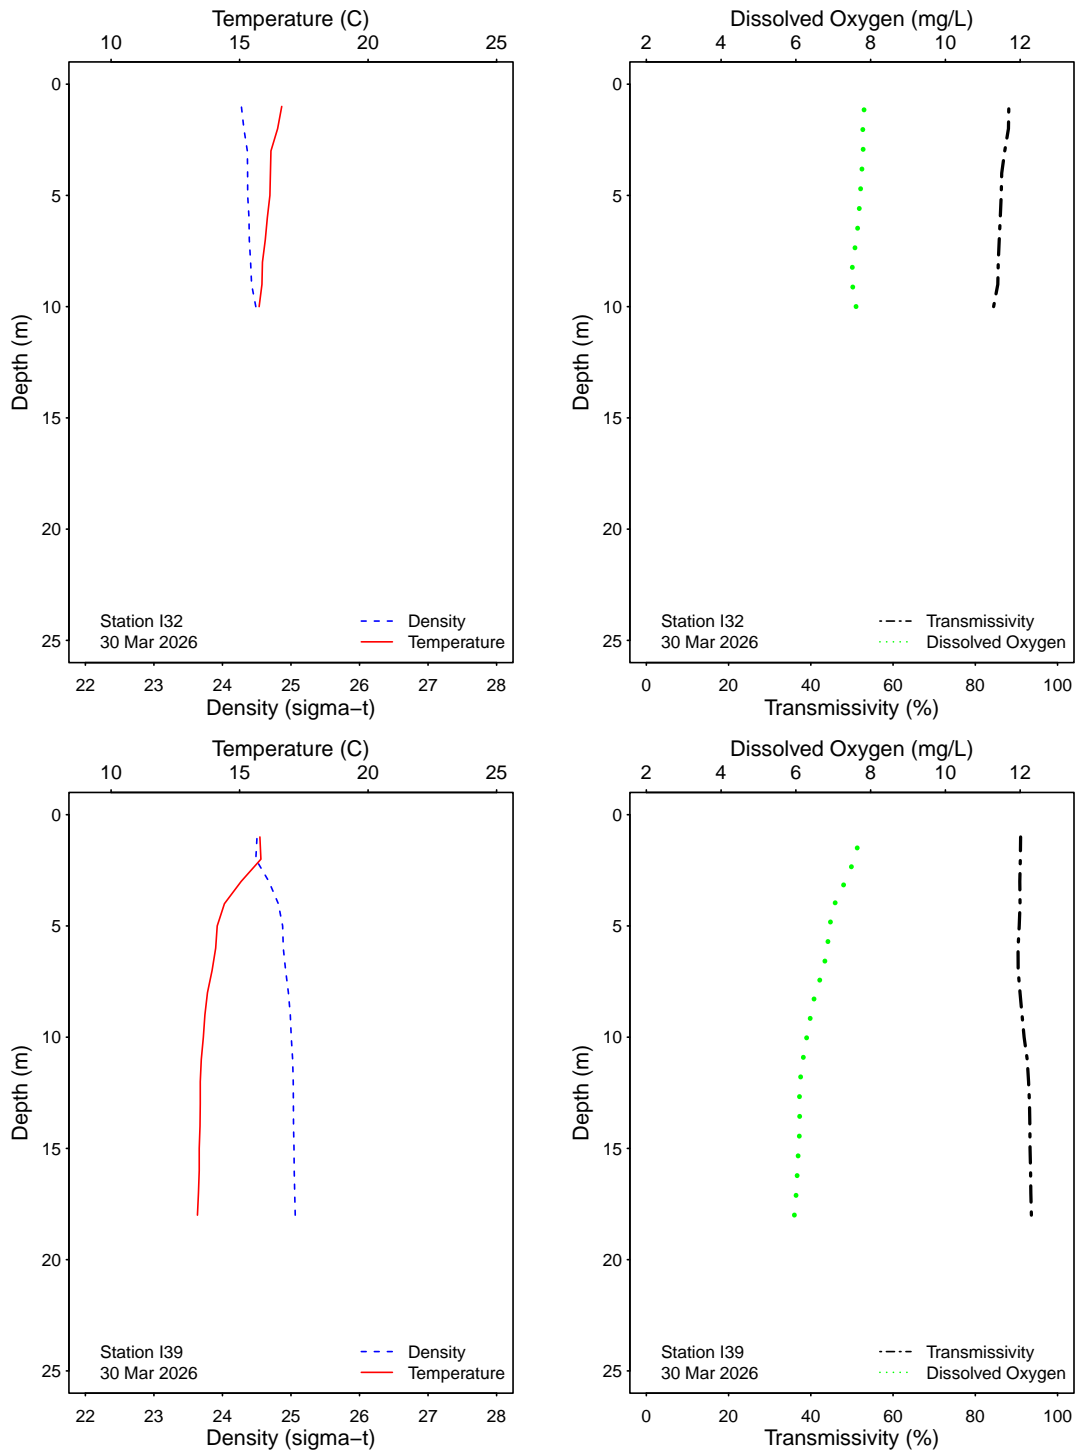 Temperature (C)
10 15 20 25
0
5
10
15
20
25
Depth (m)
Station I32
30 Mar 2026
Density
Temperature
22 23 24 25 26 27 28
Density (sigma−t)
Dissolved Oxygen (mg/L)
2 4 6 8 10 12
0
5
10
15
20
25
Depth (m)
Station I32
30 Mar 2026
Transmissivity
Dissolved Oxygen
0 20 40 60 80 100
Transmissivity (%)
Temperature (C)
10 15 20 25
0
5
10
15
20
25
Depth (m)
Station I39
30 Mar 2026
Density
Temperature
22 23 24 25 26 27 28
Density (sigma−t)
Dissolved Oxygen (mg/L)
2 4 6 8 10 12
0
5
10
15
20
25
Depth (m)
Station I39
30 Mar 2026
Transmissivity
Dissolved Oxygen
0 20 40 60 80 100
Transmissivity (%)